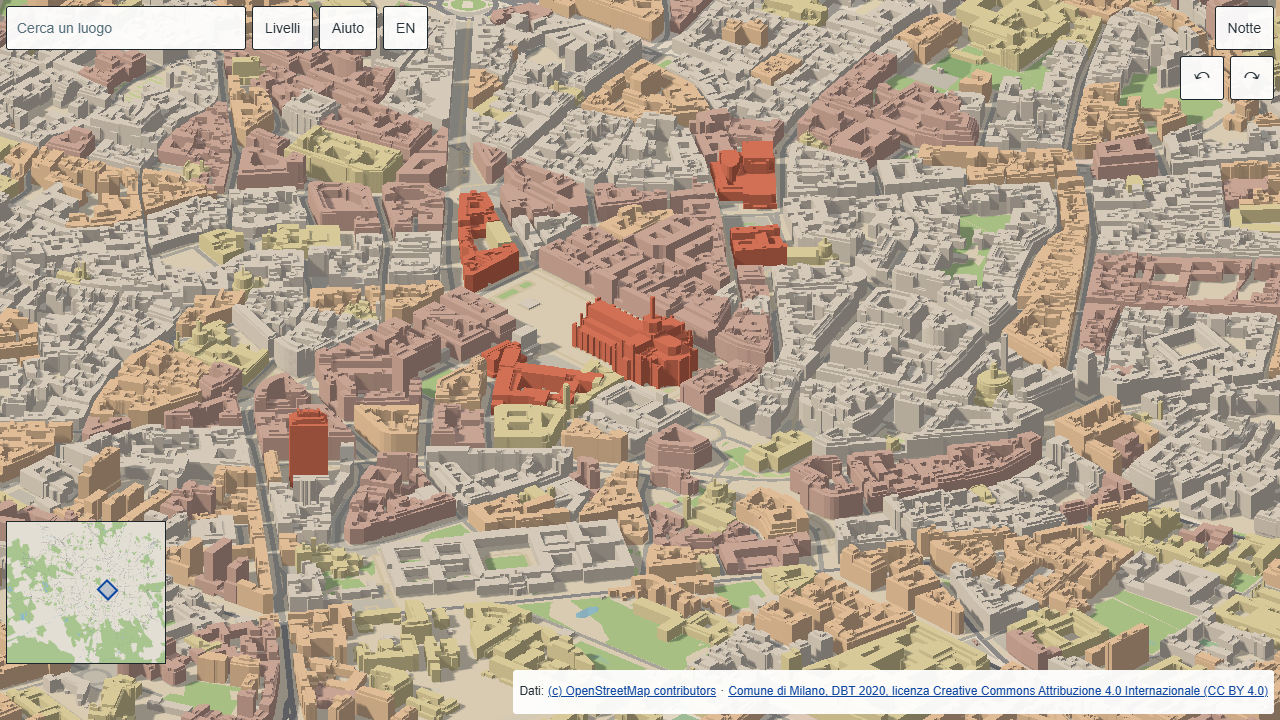 Cerca un luogo
Livelli
Aiuto
EN
Notte
Dati: (c) OpenStreetMap contributors · Comune di Milano, DBT 2020, licenza Creative Commons Attribuzione 4.0 Internazionale (CC BY 4.0)